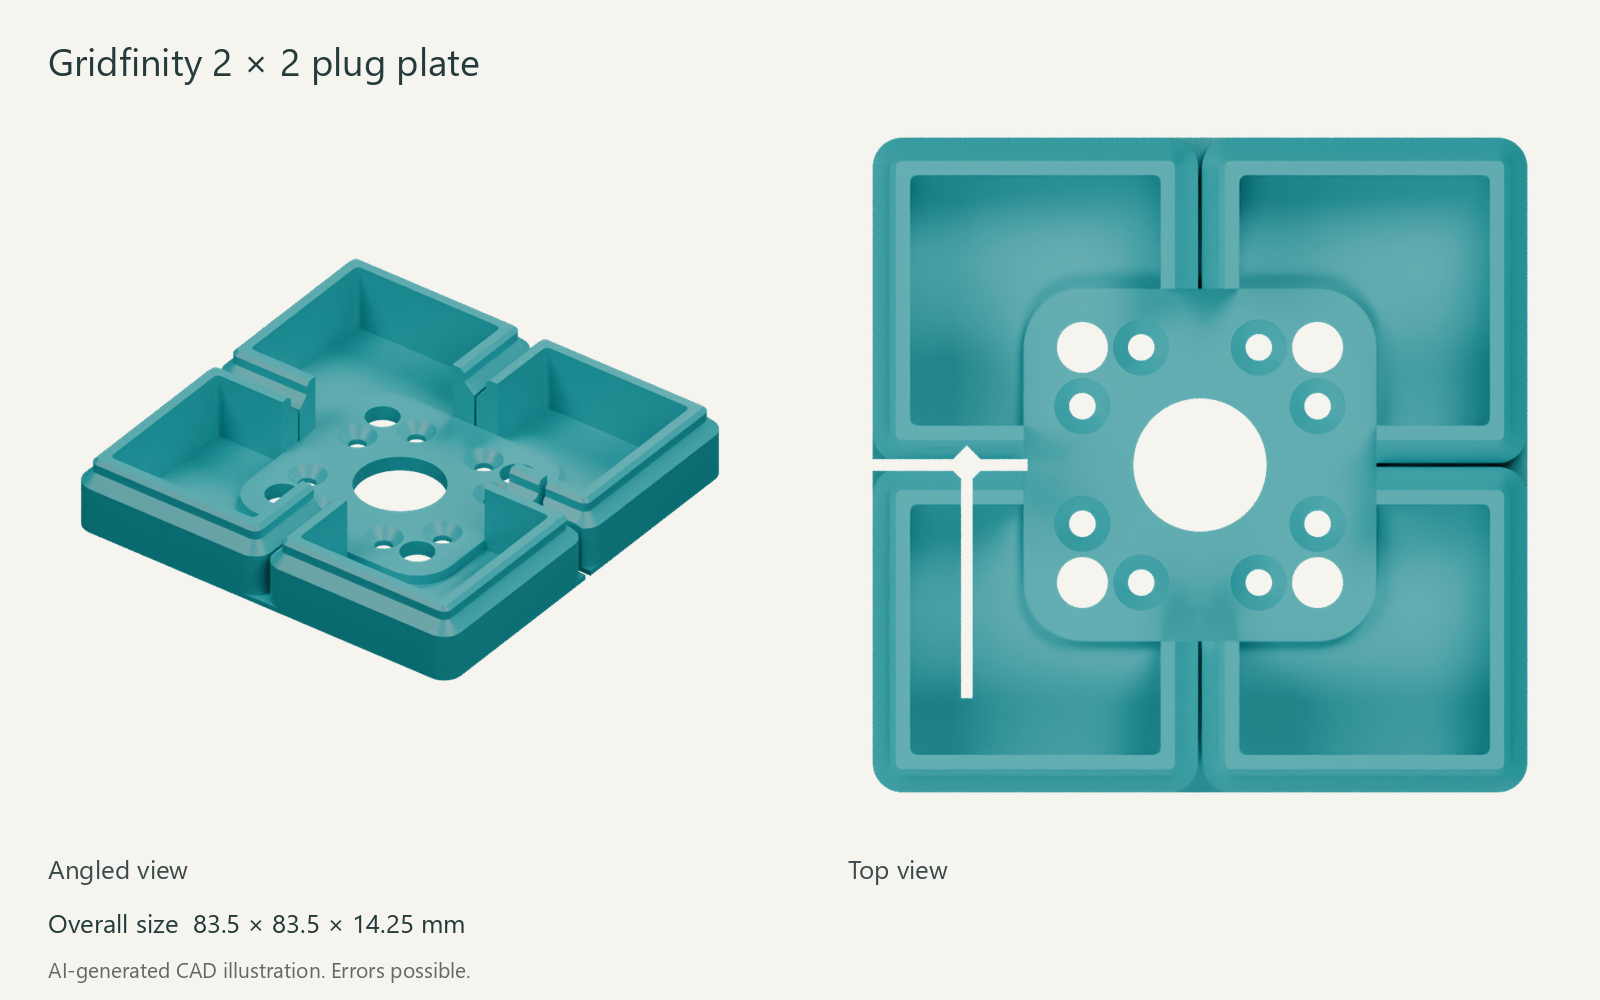 Gridfinity 2 × 2 plug plate
Angled view
Top view
Overall size 83.5 × 83.5 × 14.25 mm
AI-generated CAD illustration. Errors possible.